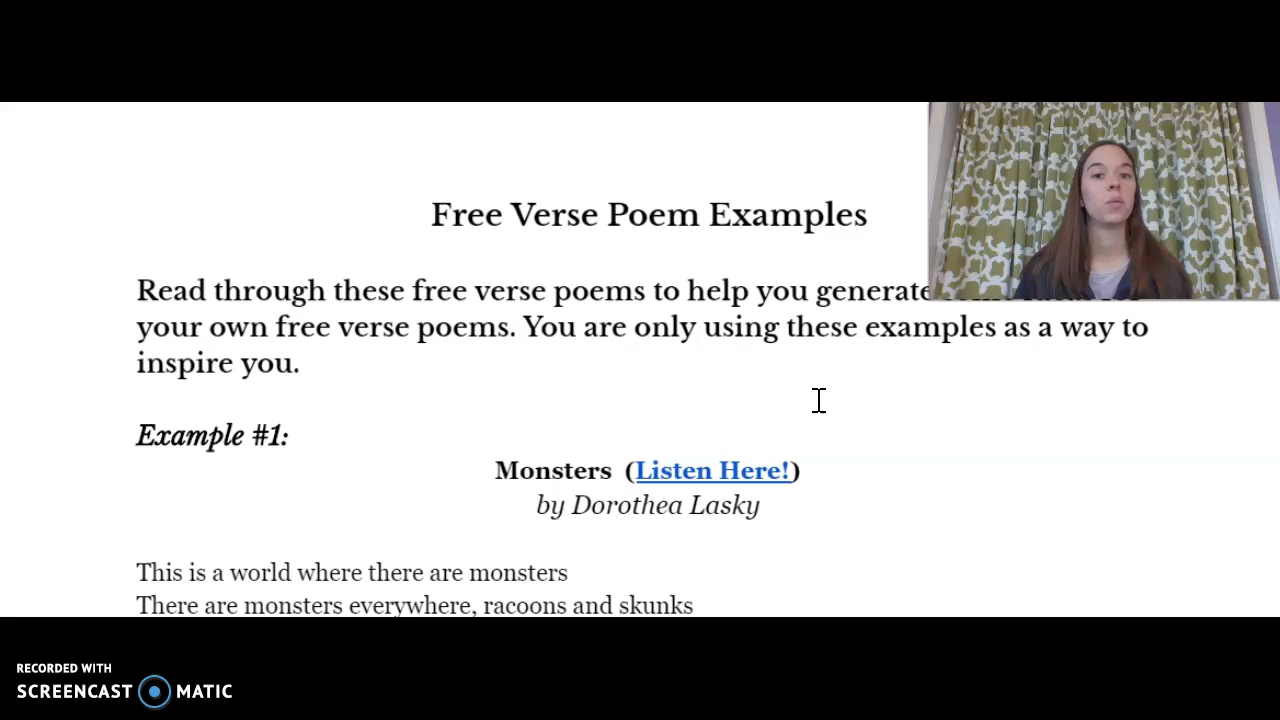 Free Verse Poem Examples
Read through these free verse poems to help you generate
your own free verse poems. You are only using these examples as a way to
inspire you.
Example #1:
Monsters (Listen Here!)
by Dorothea Lasky
This is a world where there are monsters
There are monsters everywhere, racoons and skunks
RECORDED WITH
SCREENCAST MATIC